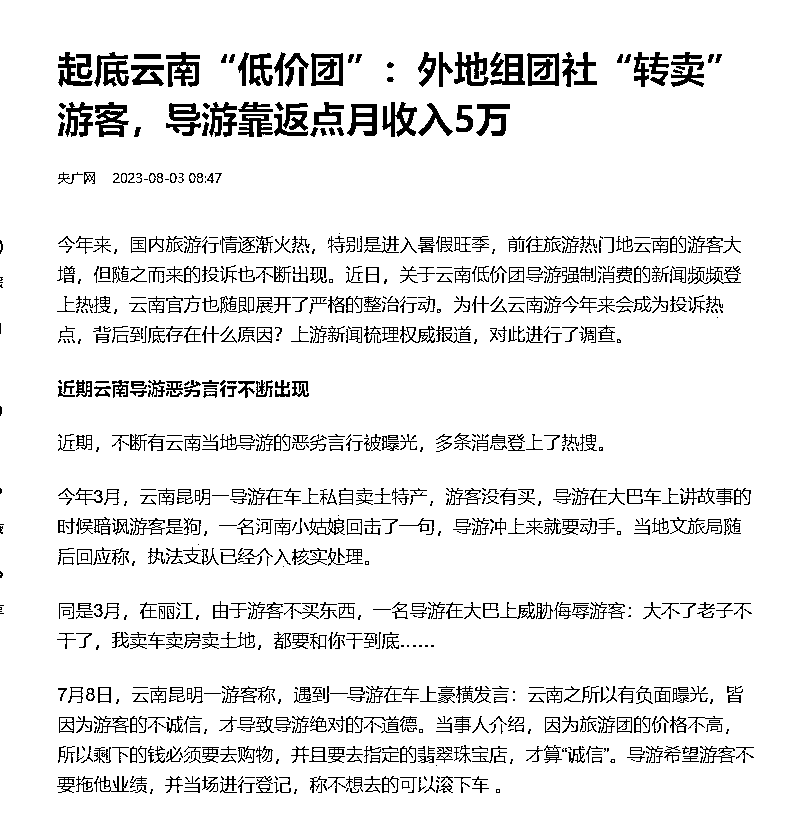 起底云南“低价团”：外地组团社“转卖”
游客，导游靠返点月收入5万
央广网 2023-08-03 08:47
今年来，国内旅游行情逐渐火热，特别是进入暑假旺季，前往旅游热门地云南的游客大
增，但随之而来的投诉也不断出现。近日，关于云南低价团导游强制消费的新闻频频登
上热搜，云南官方也随即展开了严格的整治行动。为什么云南游今年来会成为投诉热
点，背后到底存在什么原因？上游新闻梳理权威报道，对此进行了调查。
近期云南导游恶劣言行不断出现
近期，不断有云南当地导游的恶劣言行被曝光，多条消息登上了热搜。
今年3月，云南昆明一导游在车上私自卖土特产，游客没有买，导游在大巴车上讲故事的
时候暗讽游客是狗，一名河南小姑娘回击了一句，导游冲上来就要动手。当地文旅局随
后回应称，执法支队已经介入核实处理。
同是3月，在丽江，由于游客不买东西，一名导游在大巴上威胁侮辱游客：大不了老子不
干了，我卖车卖房卖土地，都要和你干到底……
7月8日，云南昆明一游客称，遇到一导游在车上豪横发言：云南之所以有负面曝光，皆
因为游客的不诚信，才导致导游绝对的不道德。当事人介绍，因为旅游团的价格不高，
所以剩下的钱必须要去购物，并且要去指定的翡翠珠宝店，才算“诚信”。导游希望游客不
要拖他业绩，并当场进行登记，称不想去的可以滚下车 。